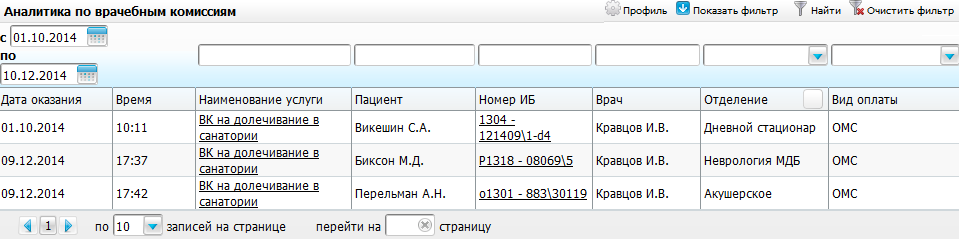 Аналитика по врачебным комиссиям Профиль Показать фильтр Найти Очистить фильтр
с 01.10.2014
по
10.12.2014
Дата оказания Время Наименование услуги Пациент Номер ИБ Врач Отделение Вид оплаты
01.10.2014 10:11 ВК на долечивание в санатории Викешин С.А. 1304 - 121409\1-d4 Кравцов И.В. Дневной стационар ОМС
09.12.2014 17:37 ВК на долечивание в санатории Биксон М.Д. P1318 - 08069\5 Кравцов И.В. Неврология МДБ ОМС
09.12.2014 17:42 ВК на долечивание в санатории Перельман А.Н. о1301 - 883\30119 Кравцов И.В. Акушерское ОМС
1 по 10 записей на странице перейти на страницу